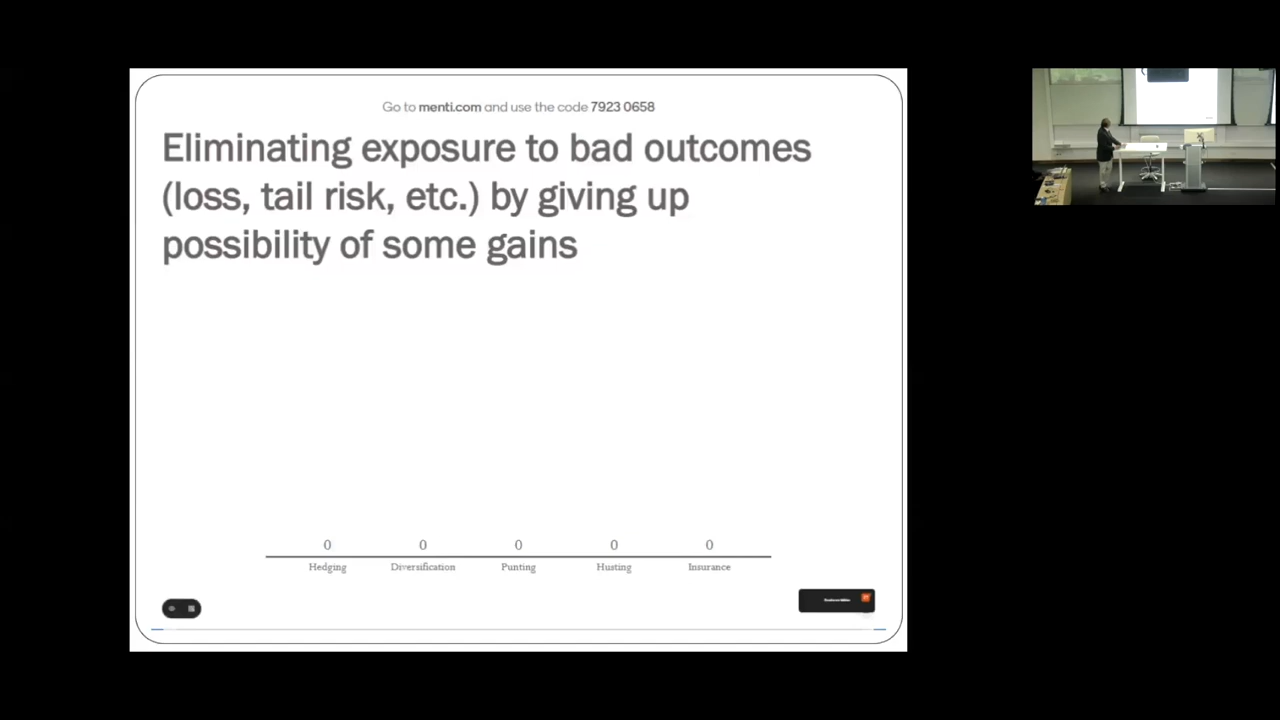 Go to menti.com and use the code 7923 0658
Eliminating exposure to bad outcomes
(loss, tail risk, etc.) by giving up
possibility of some gains
0 0 0 0 0
Hedging Diversification Punting Husting Insurance